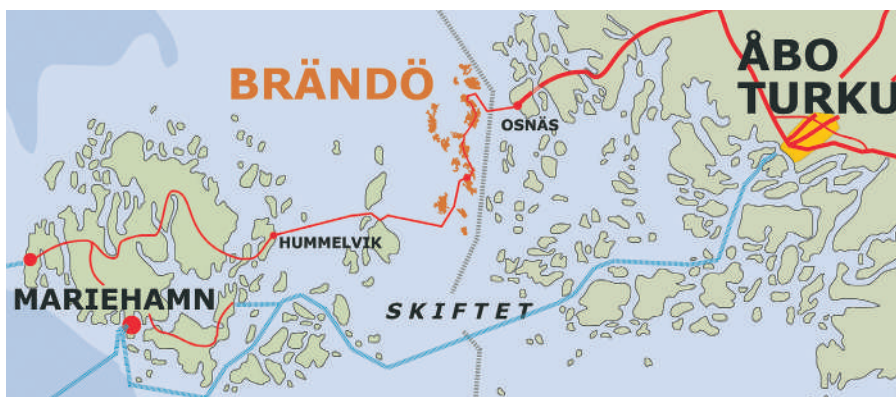 ÅBO
TURKU
BRÄNDÖ
OSNÄS
HUMMELVIK
MARIEHAMN
SKIFTET